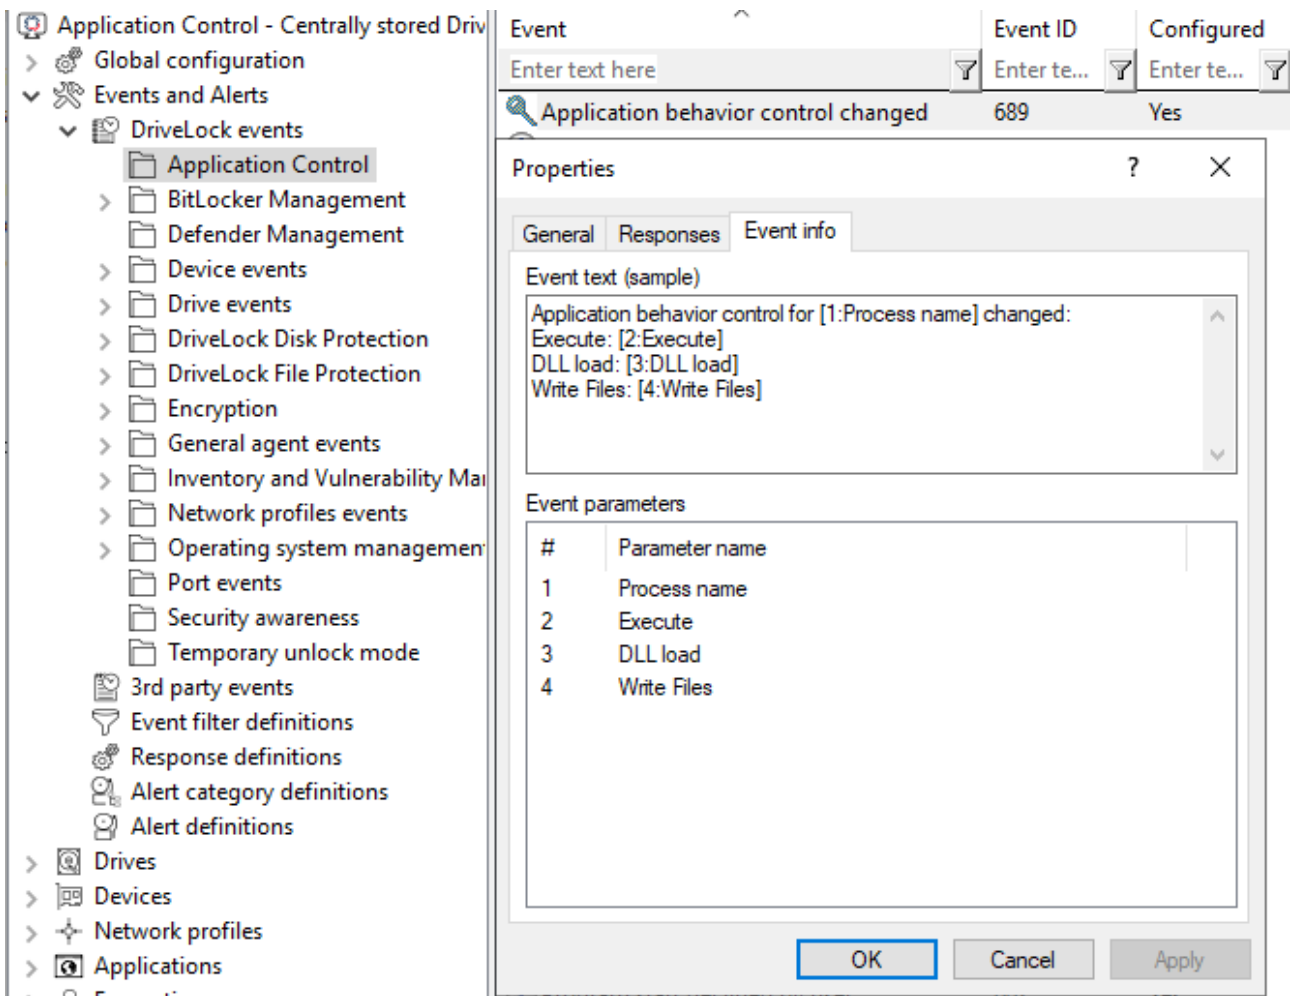 Application Control - Centrally stored Driv
Global configuration
Events and Alerts
DriveLock events
Application Control
BitLocker Management
Defender Management
Device events
Drive events
DriveLock Disk Protection
DriveLock File Protection
Encryption
General agent events
Inventory and Vulnerability Ma
Network profiles events
Operating system managemen
Port events
Security awareness
Temporary unlock mode
3rd party events
Event filter definitions
Response definitions
Alert category definitions
Alert definitions
Drives
Devices
Network profiles
Applications
Event Event ID Configured
Enter text here Enter te... Enter te...
Application behavior control changed 689 Yes
Properties ? X
General Responses Event info
Event text (sample)
Application behavior control for [1:Process name] changed:
Execute: [2:Execute]
DLL load: [3:DLL load]
Write Files: [4:Write Files]
Event parameters
# Parameter name
1 Process name
2 Execute
3 DLL load
4 Write Files
OK Cancel Apply